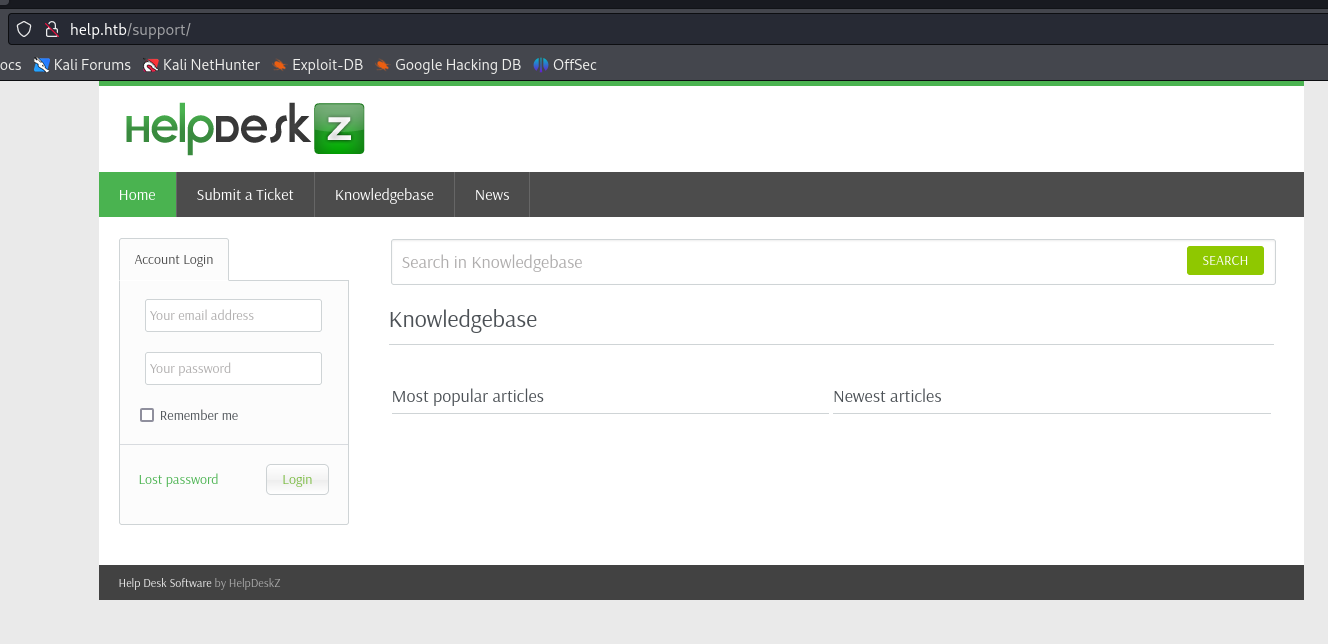 help.htb/support/
ocs Kali Forums Kali NetHunter Exploit-DB Google Hacking DB OffSec
HelpDesk Z
Home Submit a Ticket Knowledgebase News
Account Login
Search in Knowledgebase SEARCH
Your email address
Knowledgebase
Your password
Most popular articles Newest articles
Remember me
Lost password Login
Help Desk Software by HelpDeskZ